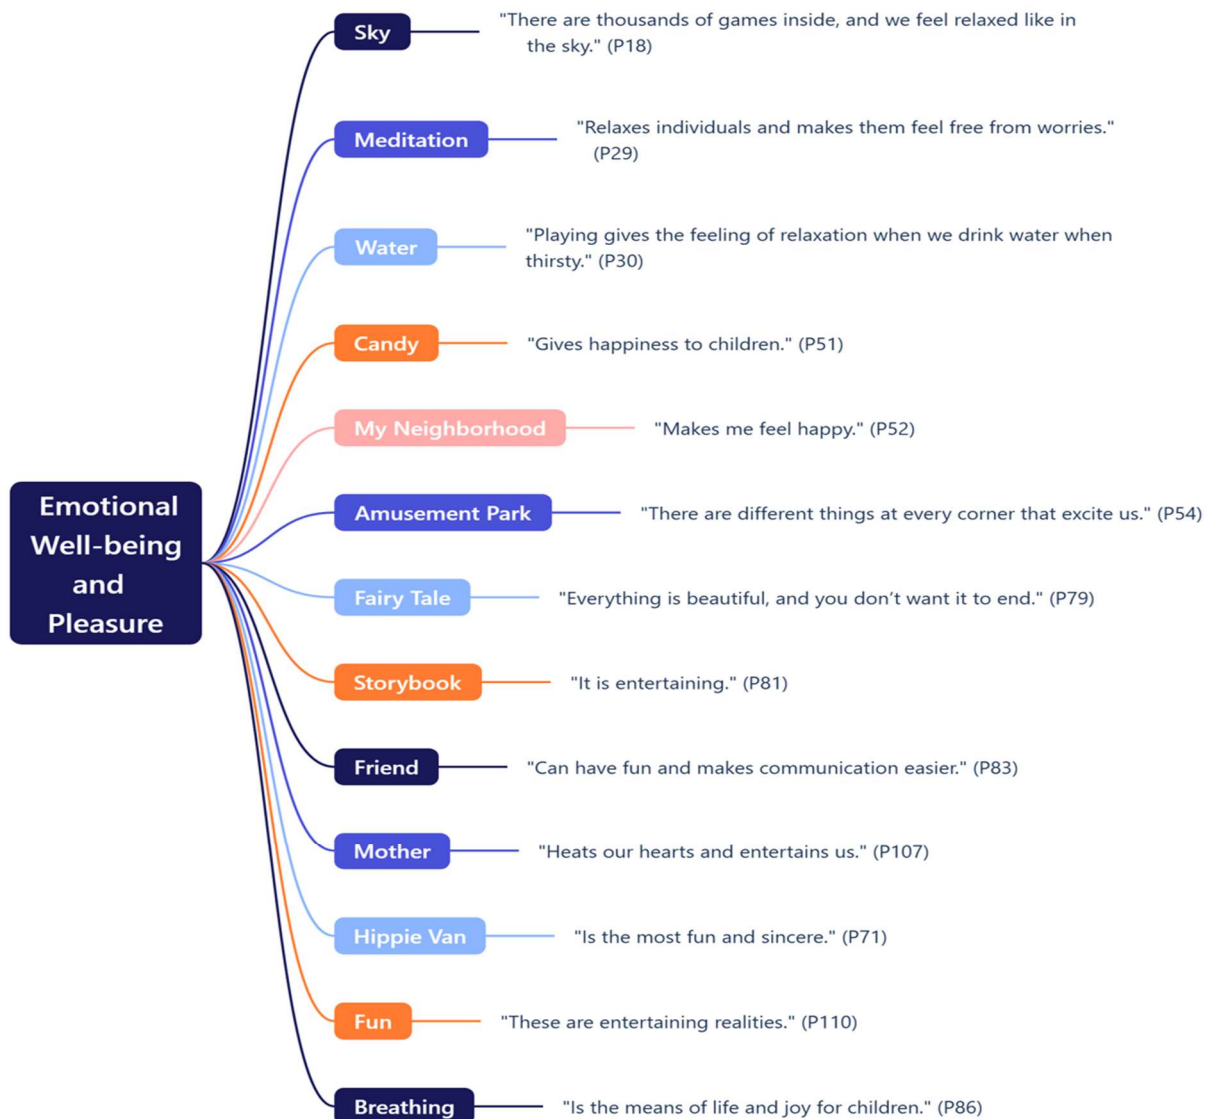 Sky
"There are thousands of games inside, and we feel relaxed like in
the sky." (P18)
Meditation
"Relaxes individuals and makes them feel free from worries."
(P29)
Water
"Playing gives the feeling of relaxation when we drink water when
thirsty." (P30)
Candy
"Gives happiness to children." (P51)
My Neighborhood
"Makes me feel happy." (P52)
Emotional
Well-being
and
Pleasure
Amusement Park
"There are different things at every corner that excite us." (P54)
Fairy Tale
"Everything is beautiful, and you don’t want it to end." (P79)
Storybook
"It is entertaining." (P81)
Friend
"Can have fun and makes communication easier." (P83)
Mother
"Heats our hearts and entertains us." (P107)
Hippie Van
"Is the most fun and sincere." (P71)
Fun
"These are entertaining realities." (P110)
Breathing
"Is the means of life and joy for children." (P86)